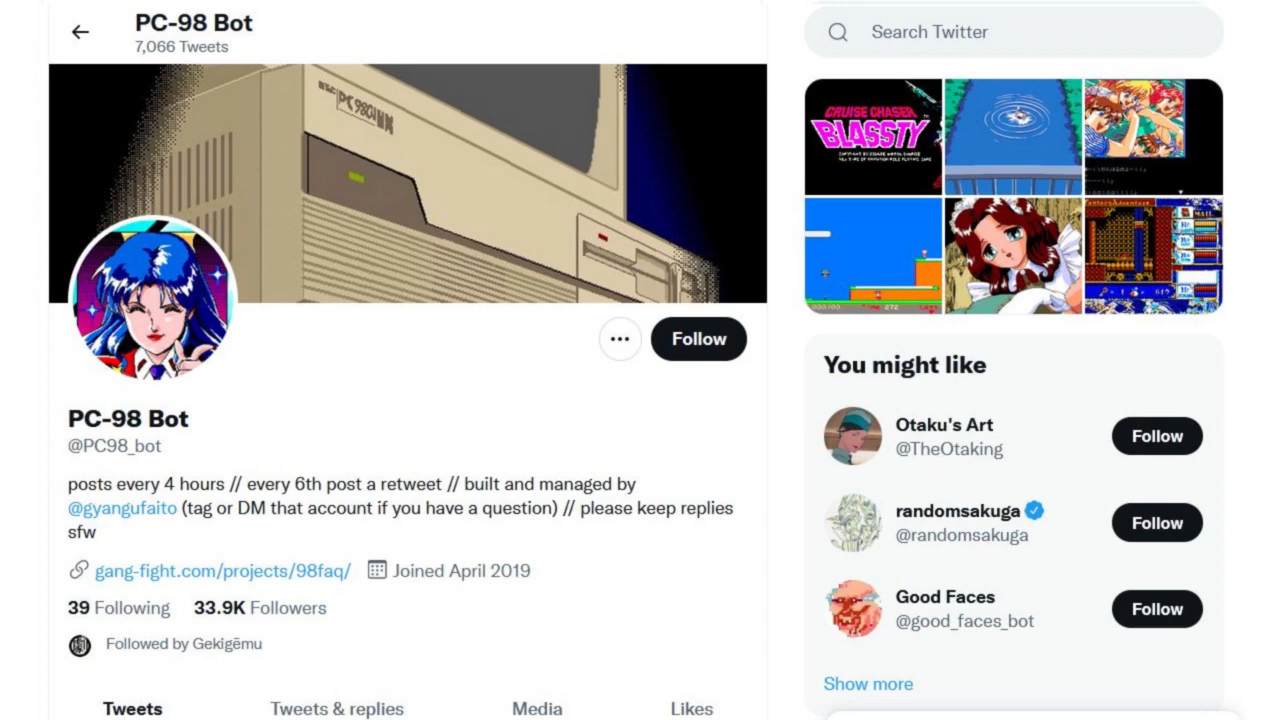 PC-98 Bot
7,066 Tweets
Search Twitter
NEC PC 9821
CRUISE CHASER
BLASSTY
Follow
PC-98 Bot
@PC98_bot
posts every 4 hours // every 6th post a retweet // built and managed by
@gyangufaito (tag or DM that account if you have a question) // please keep replies
sfw
gang-fight.com/projects/98faq/ Joined April 2019
39 Following 33.9K Followers
Followed by Gekigēmu
Tweets Tweets & replies Media Likes
You might like
Otaku's Art
@TheOtaking
Follow
randomsakuga
@randomsakuga
Follow
Good Faces
@good_faces_bot
Follow
Show more